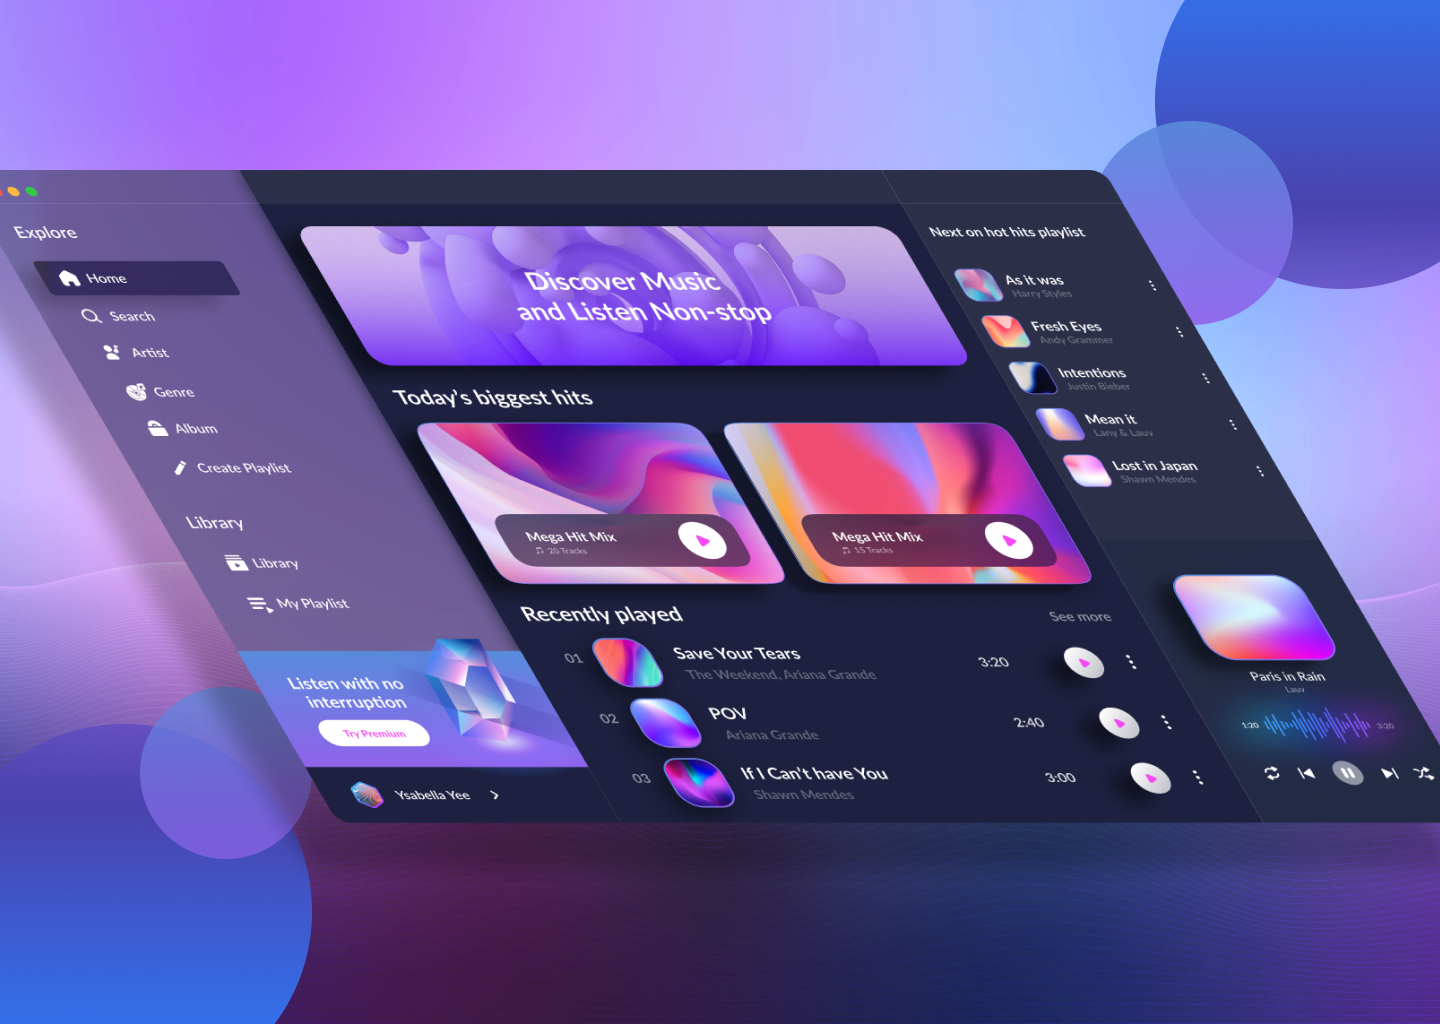 Explore
Home
Search
Artist
Genre
Album
Create Playlist
Library
Library
My Playlist
Listen with no
interruption
Try Premium
Ysabella Yee
Discover Music
and Listen Non-stop
Today's biggest hits
Mega Hit Mix
20 Tracks
Mega Hit Mix
15 Tracks
Recently played
See more
01
Save Your Tears
The Weekend, Ariana Grande
3:20
02
POV
Ariana Grande
2:40
03
If I Can't have You
Shawn Mendes
3:00
Next on hot hits playlist
As it was
Harry Styles
Fresh Eyes
Andy Grammer
Intentions
Justin Bieber
Mean it
Lany & Lauv
Lost in Japan
Shawn Mendes
Paris in Rain
Lauv
1:20
3:20